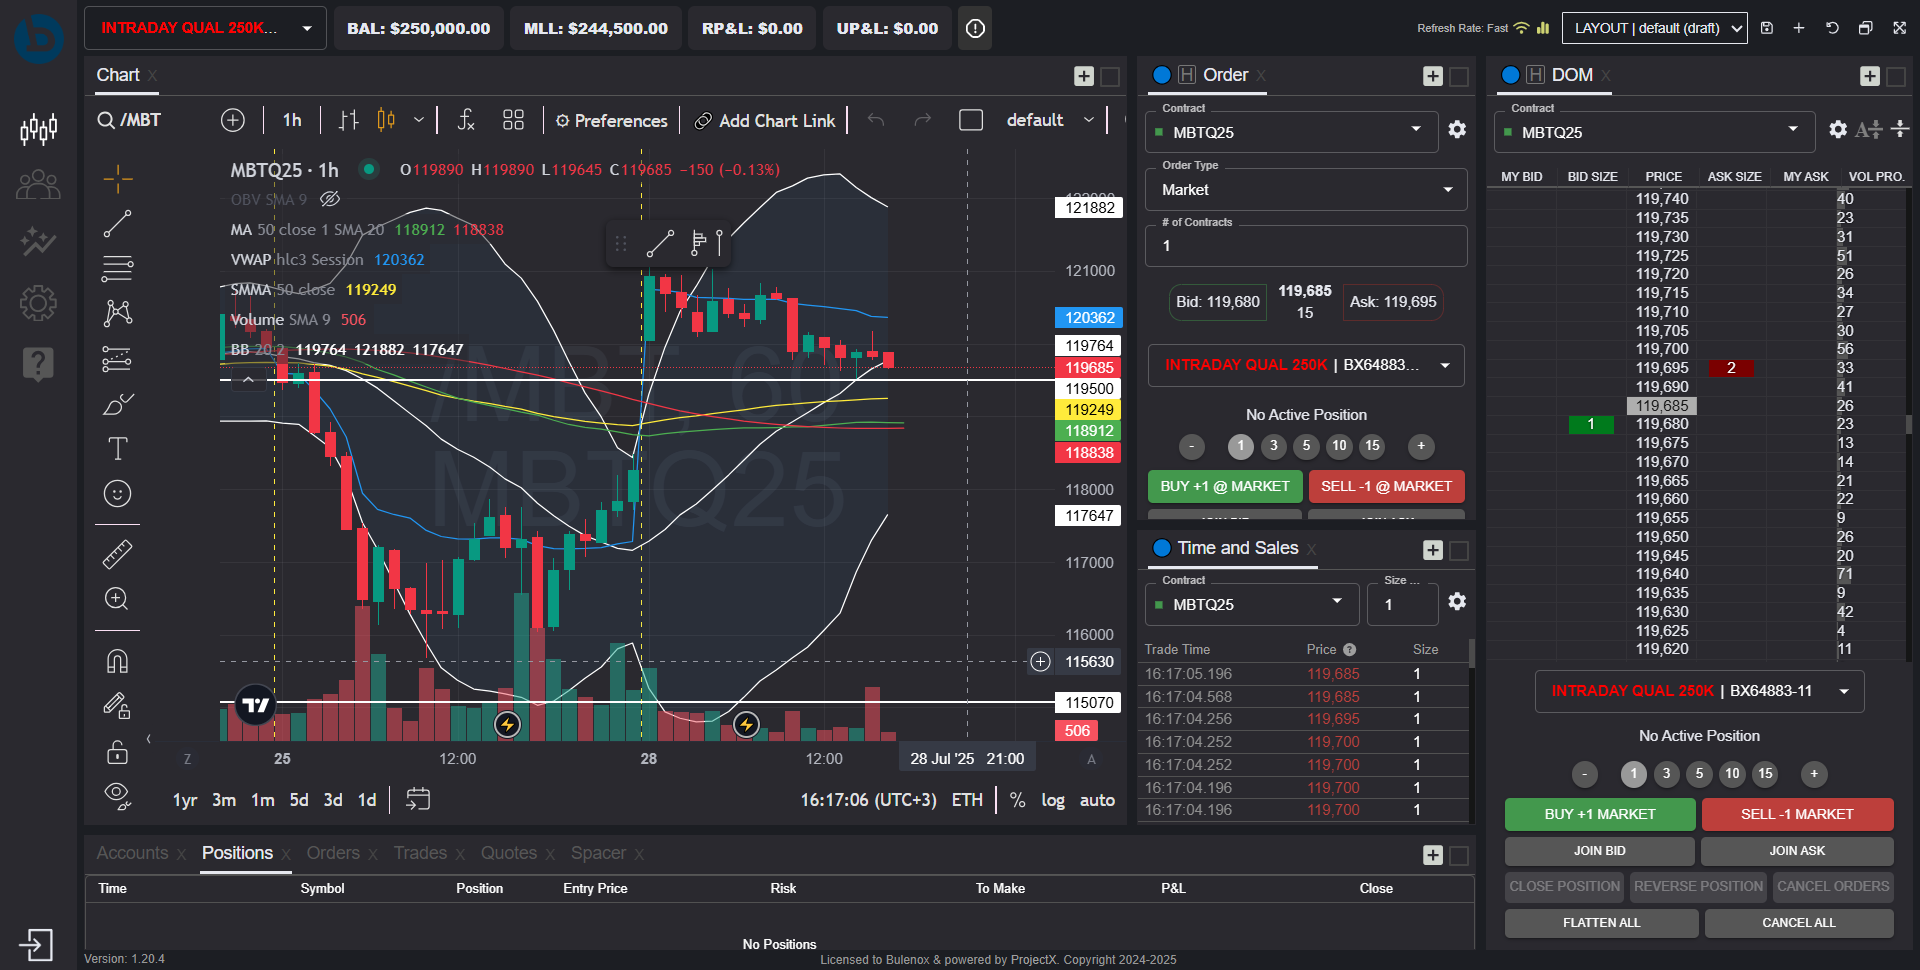 INTRADAY QUAL 250K...
BAL: $250,000.00
MLL: $244,500.00
RP&L: $0.00
UP&L: $0.00
Refresh Rate: Fast
LAYOUT | default (draft)
Chart X
/MBT
1h
Preferences
Add Chart Link
default
MBTQ25 · 1h
O119890 H119890 L119645 C119685 −150 (−0.13%)
OBV SMA 9
MA 50 close 1 SMA 20 118912 118838
VWAP hlc3 Session 120362
SMMA 50 close 119249
Volume SMA 9 506
BB 20 2 119764 121882 117647
/MBT, 60
MBTQ25
121882
121000
120362
119764
119685
119500
119249
118912
118838
118000
117647
117000
116000
115630
115070
506
Z
25
12:00
28
12:00
28 Jul '25 21:00
A
1yr 3m 1m 5d 3d 1d
16:17:06 (UTC+3) ETH % log auto
H Order X
Contract
MBTQ25
Order Type
Market
# of Contracts
1
Bid: 119,680
119,685
15
Ask: 119,695
INTRADAY QUAL 250K | BX64883...
No Active Position
- 1 3 5 10 15 +
BUY +1 @ MARKET
SELL -1 @ MARKET
Time and Sales X
Contract
MBTQ25
Size ...
1
Trade Time Price ? Size
16:17:05.196 119,685 1
16:17:04.568 119,685 1
16:17:04.256 119,695 1
16:17:04.252 119,700 1
16:17:04.252 119,700 1
16:17:04.196 119,700 1
16:17:04.196 119,700 1
H DOM X
Contract
MBTQ25
MY BID BID SIZE PRICE ASK SIZE MY ASK VOL PRO.
119,740 40
119,735 23
119,730 31
119,725 51
119,720 26
119,715 34
119,710 27
119,705 30
119,700 56
119,695 2 33
119,690 41
119,685 26
1 119,680 23
119,675 13
119,670 14
119,665 21
119,660 22
119,655 9
119,650 26
119,645 20
119,640 71
119,635 9
119,630 42
119,625 4
119,620 11
INTRADAY QUAL 250K | BX64883-11
No Active Position
- 1 3 5 10 15 +
BUY +1 MARKET
SELL -1 MARKET
JOIN BID
JOIN ASK
CLOSE POSITION
REVERSE POSITION
CANCEL ORDERS
FLATTEN ALL
CANCEL ALL
Accounts X Positions X Orders X Trades X Quotes X Spacer X
Time Symbol Position Entry Price Risk To Make P&L Close
No Positions
Version: 1.20.4
Licensed to Bulenox & powered by ProjectX. Copyright 2024-2025